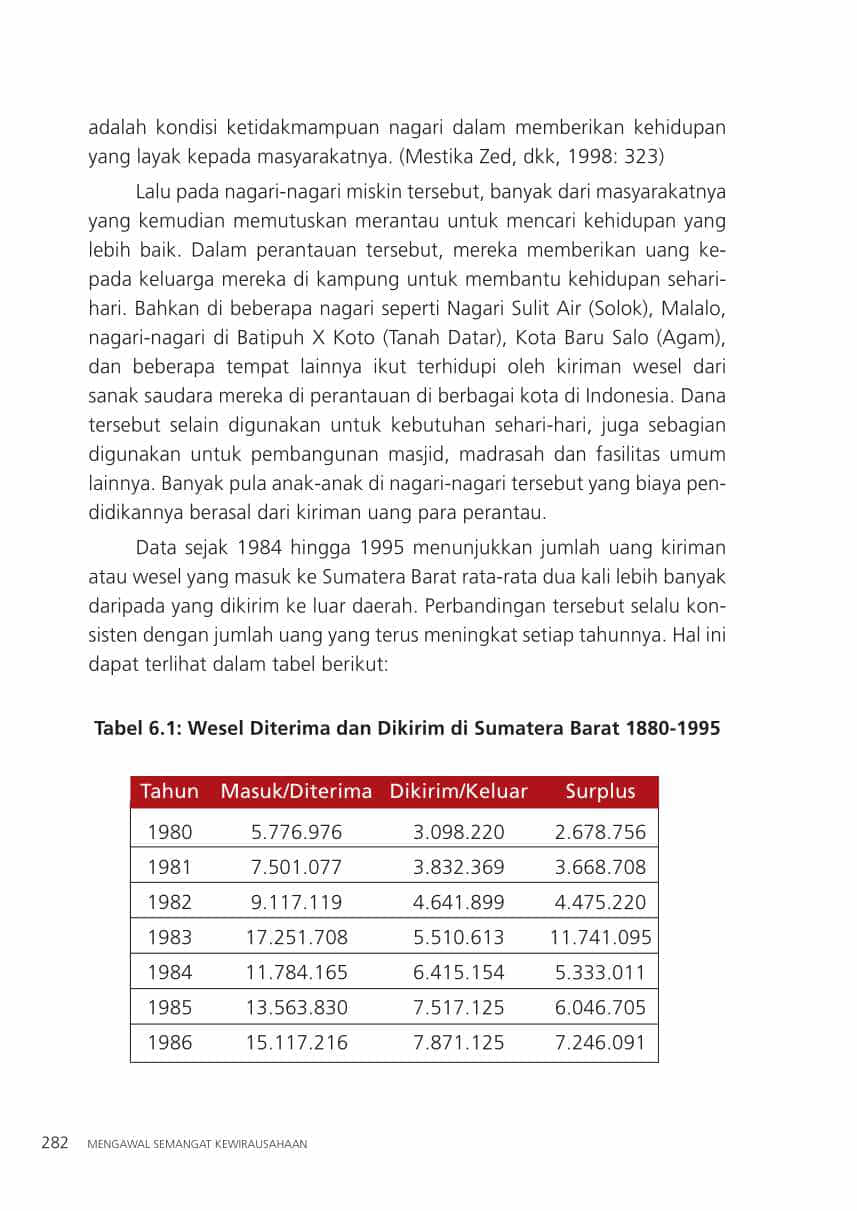 adalah kondisi ketidakmampuan nagari dalam memberikan kehidupan
yang layak kepada masyarakatnya. (Mestika Zed, dkk, 1998: 323)
Lalu pada nagari-nagari miskin tersebut, banyak dari masyarakatnya
yang kemudian memutuskan merantau untuk mencari kehidupan yang
lebih baik. Dalam perantauan tersebut, mereka memberikan uang ke-
pada keluarga mereka di kampung untuk membantu kehidupan sehari-
hari. Bahkan di beberapa nagari seperti Nagari Sulit Air (Solok), Malalo,
nagari-nagari di Batipuh X Koto (Tanah Datar), Kota Baru Salo (Agam),
dan beberapa tempat lainnya ikut terhidupi oleh kiriman wesel dari
sanak saudara mereka di perantauan di berbagai kota di Indonesia. Dana
tersebut selain digunakan untuk kebutuhan sehari-hari, juga sebagian
digunakan untuk pembangunan masjid, madrasah dan fasilitas umum
lainnya. Banyak pula anak-anak di nagari-nagari tersebut yang biaya pen-
didikannya berasal dari kiriman uang para perantau.
Data sejak 1984 hingga 1995 menunjukkan jumlah uang kiriman
atau wesel yang masuk ke Sumatera Barat rata-rata dua kali lebih banyak
daripada yang dikirim ke luar daerah. Perbandingan tersebut selalu kon-
sisten dengan jumlah uang yang terus meningkat setiap tahunnya. Hal ini
dapat terlihat dalam tabel berikut:
Tabel 6.1: Wesel Diterima dan Dikirim di Sumatera Barat 1880-1995
Tahun Masuk/Diterima Dikirim/Keluar Surplus
1980 5.776.976 3.098.220 2.678.756
1981 7.501.077 3.832.369 3.668.708
1982 9.117.119 4.641.899 4.475.220
1983 17.251.708 5.510.613 11.741.095
1984 11.784.165 6.415.154 5.333.011
1985 13.563.830 7.517.125 6.046.705
1986 15.117.216 7.871.125 7.246.091
282 MENGAWAL SEMANGAT KEWIRAUSAHAAN